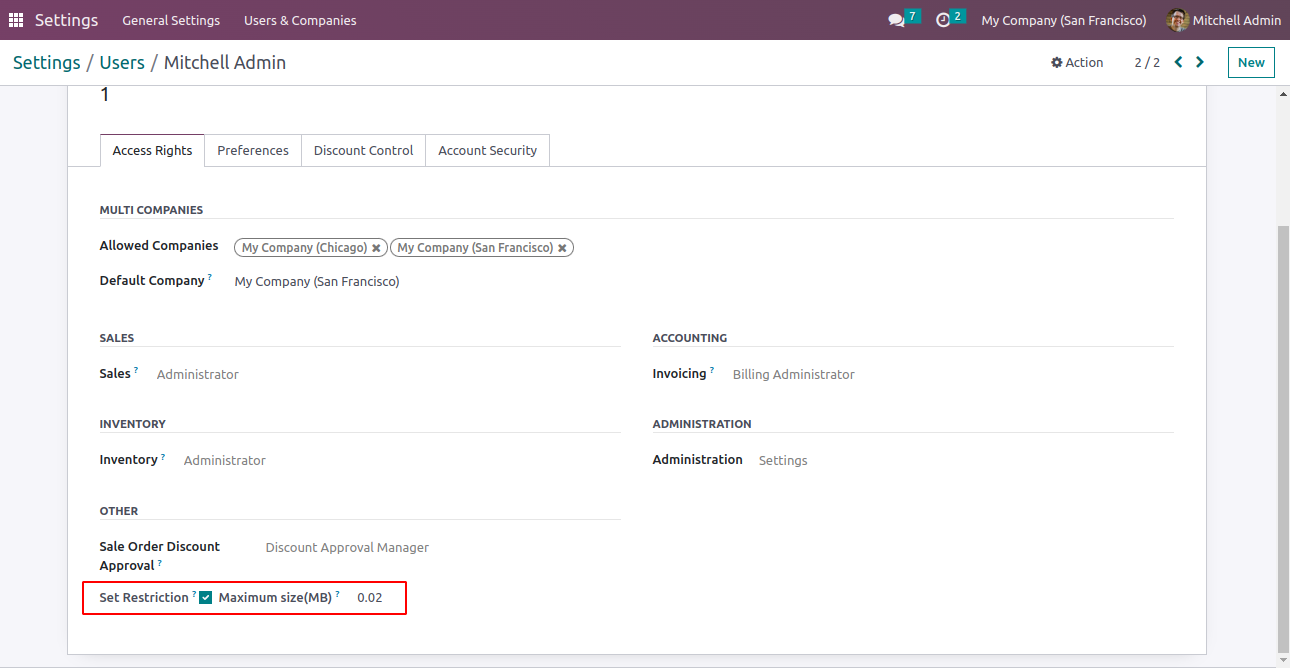 Settings General Settings Users & Companies 7 2 My Company (San Francisco) Mitchell Admin
Settings / Users / Mitchell Admin Action 2 / 2 New
1
Access Rights Preferences Discount Control Account Security
MULTI COMPANIES
Allowed Companies My Company (Chicago) My Company (San Francisco)
Default Company ? My Company (San Francisco)
SALES ACCOUNTING
Sales ? Administrator Invoicing ? Billing Administrator
INVENTORY ADMINISTRATION
Inventory ? Administrator Administration Settings
OTHER
Sale Order Discount Discount Approval Manager
Approval ?
Set Restriction ? Maximum size(MB) ? 0.02